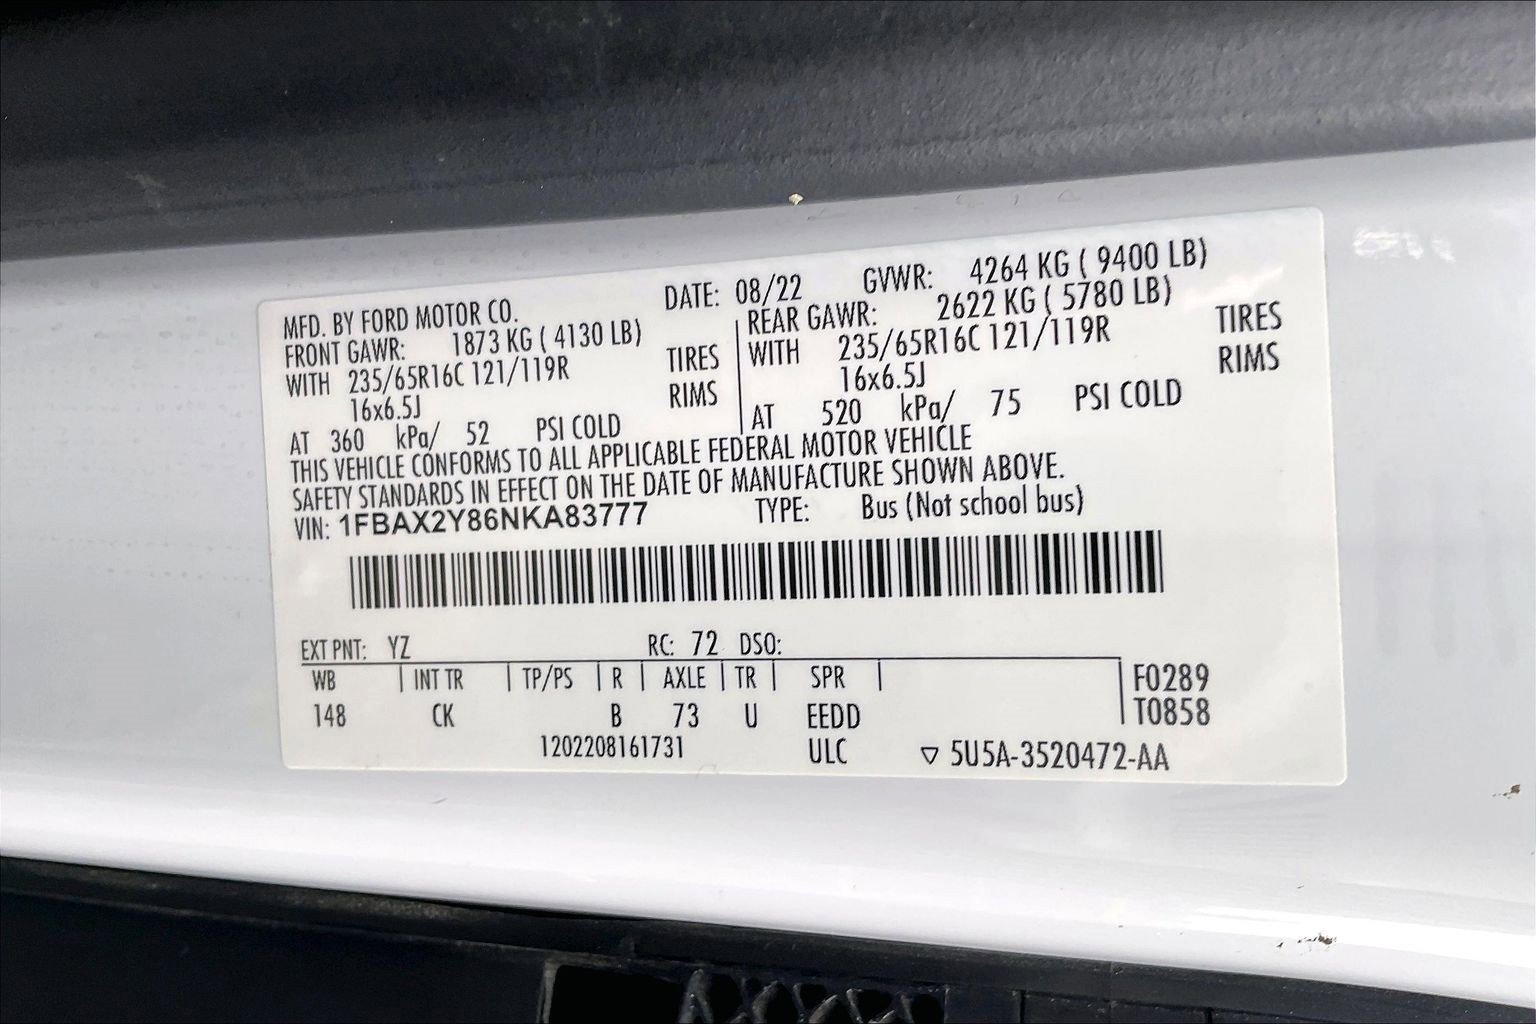 MFD. BY FORD MOTOR CO. DATE: 08/22 GVWR: 4264 KG ( 9400 LB)
FRONT GAWR: 1873 KG ( 4130 LB) REAR GAWR: 2622 KG ( 5780 LB)
WITH 235/65R16C 121/119R TIRES WITH 235/65R16C 121/119R TIRES
16x6.5J RIMS 16x6.5J RIMS
AT 360 kPa/ 52 PSI COLD AT 520 kPa/ 75 PSI COLD
THIS VEHICLE CONFORMS TO ALL APPLICABLE FEDERAL MOTOR VEHICLE
SAFETY STANDARDS IN EFFECT ON THE DATE OF MANUFACTURE SHOWN ABOVE.
VIN: 1FBAX2Y86NKA83777 TYPE: Bus (Not school bus)
EXT PNT: YZ RC: 72 DSO:
WB INT TR TP/PS R AXLE TR SPR F0289
148 CK B 73 U EEDD T0858
1202208161731 ULC ▽ 5U5A-3520472-AA